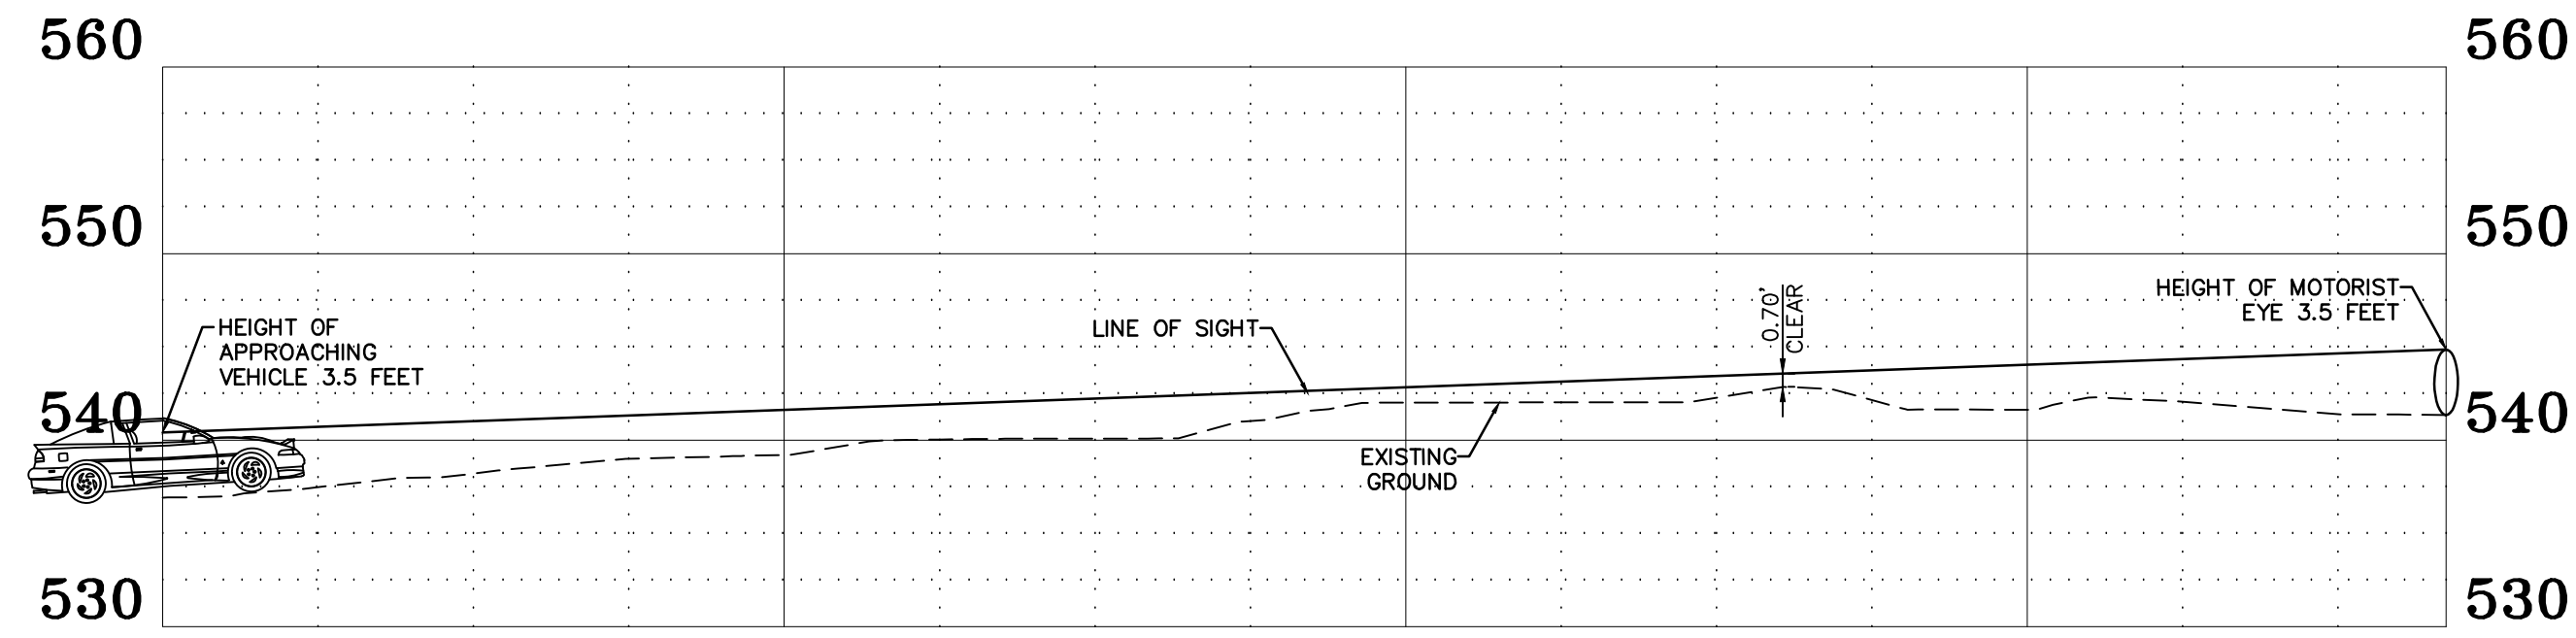 560
560
550
550
HEIGHT OF
APPROACHING
VEHICLE 3.5 FEET
LINE OF SIGHT
0.70'
CLEAR
HEIGHT OF MOTORIST
EYE 3.5 FEET
540
540
EXISTING
GROUND
530
530